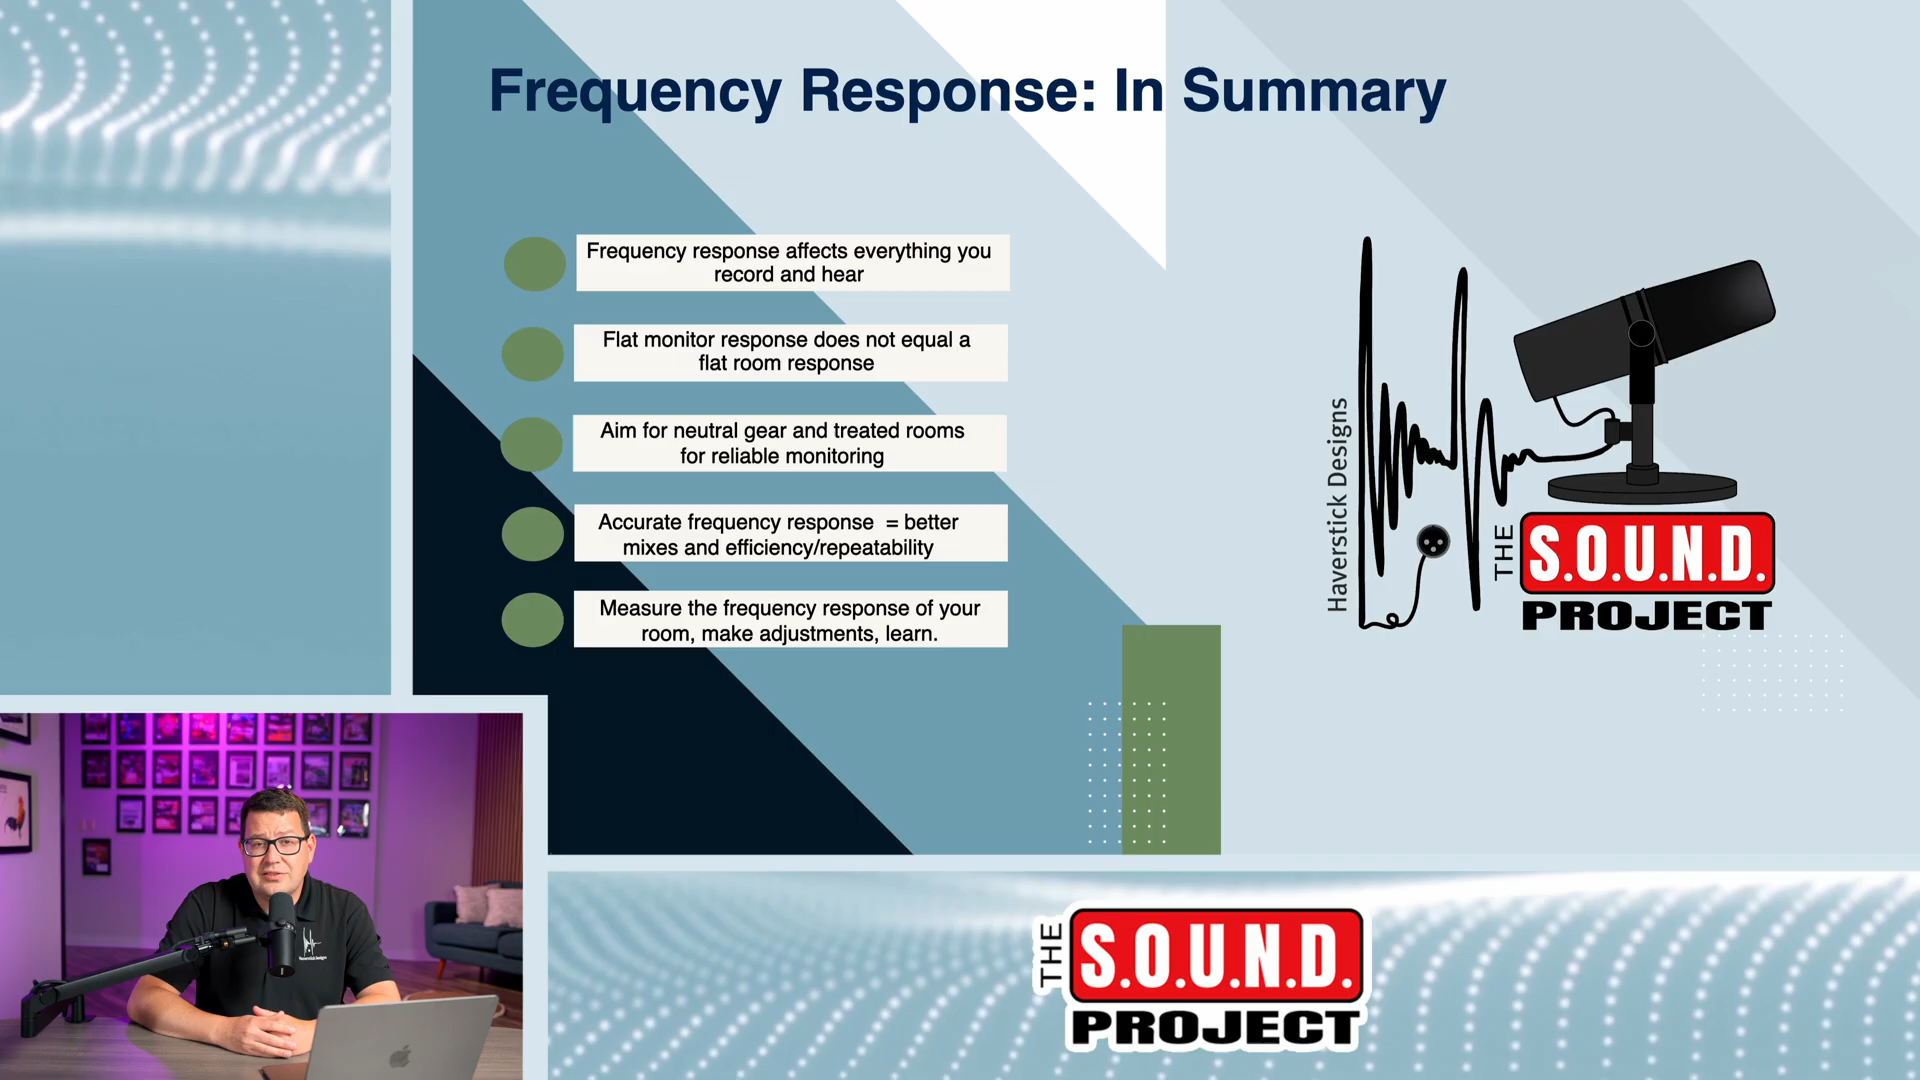 Frequency Response: In Summary
Frequency response affects everything you
record and hear
Flat monitor response does not equal a
flat room response
Aim for neutral gear and treated rooms
for reliable monitoring
Accurate frequency response  = better
mixes and efficiency/repeatability
Measure the frequency response of your
room, make adjustments, learn.
Haverstick Designs
THE
S.O.U.N.D.
PROJECT
Haverstick Designs
THE
S.O.U.N.D.
PROJECT